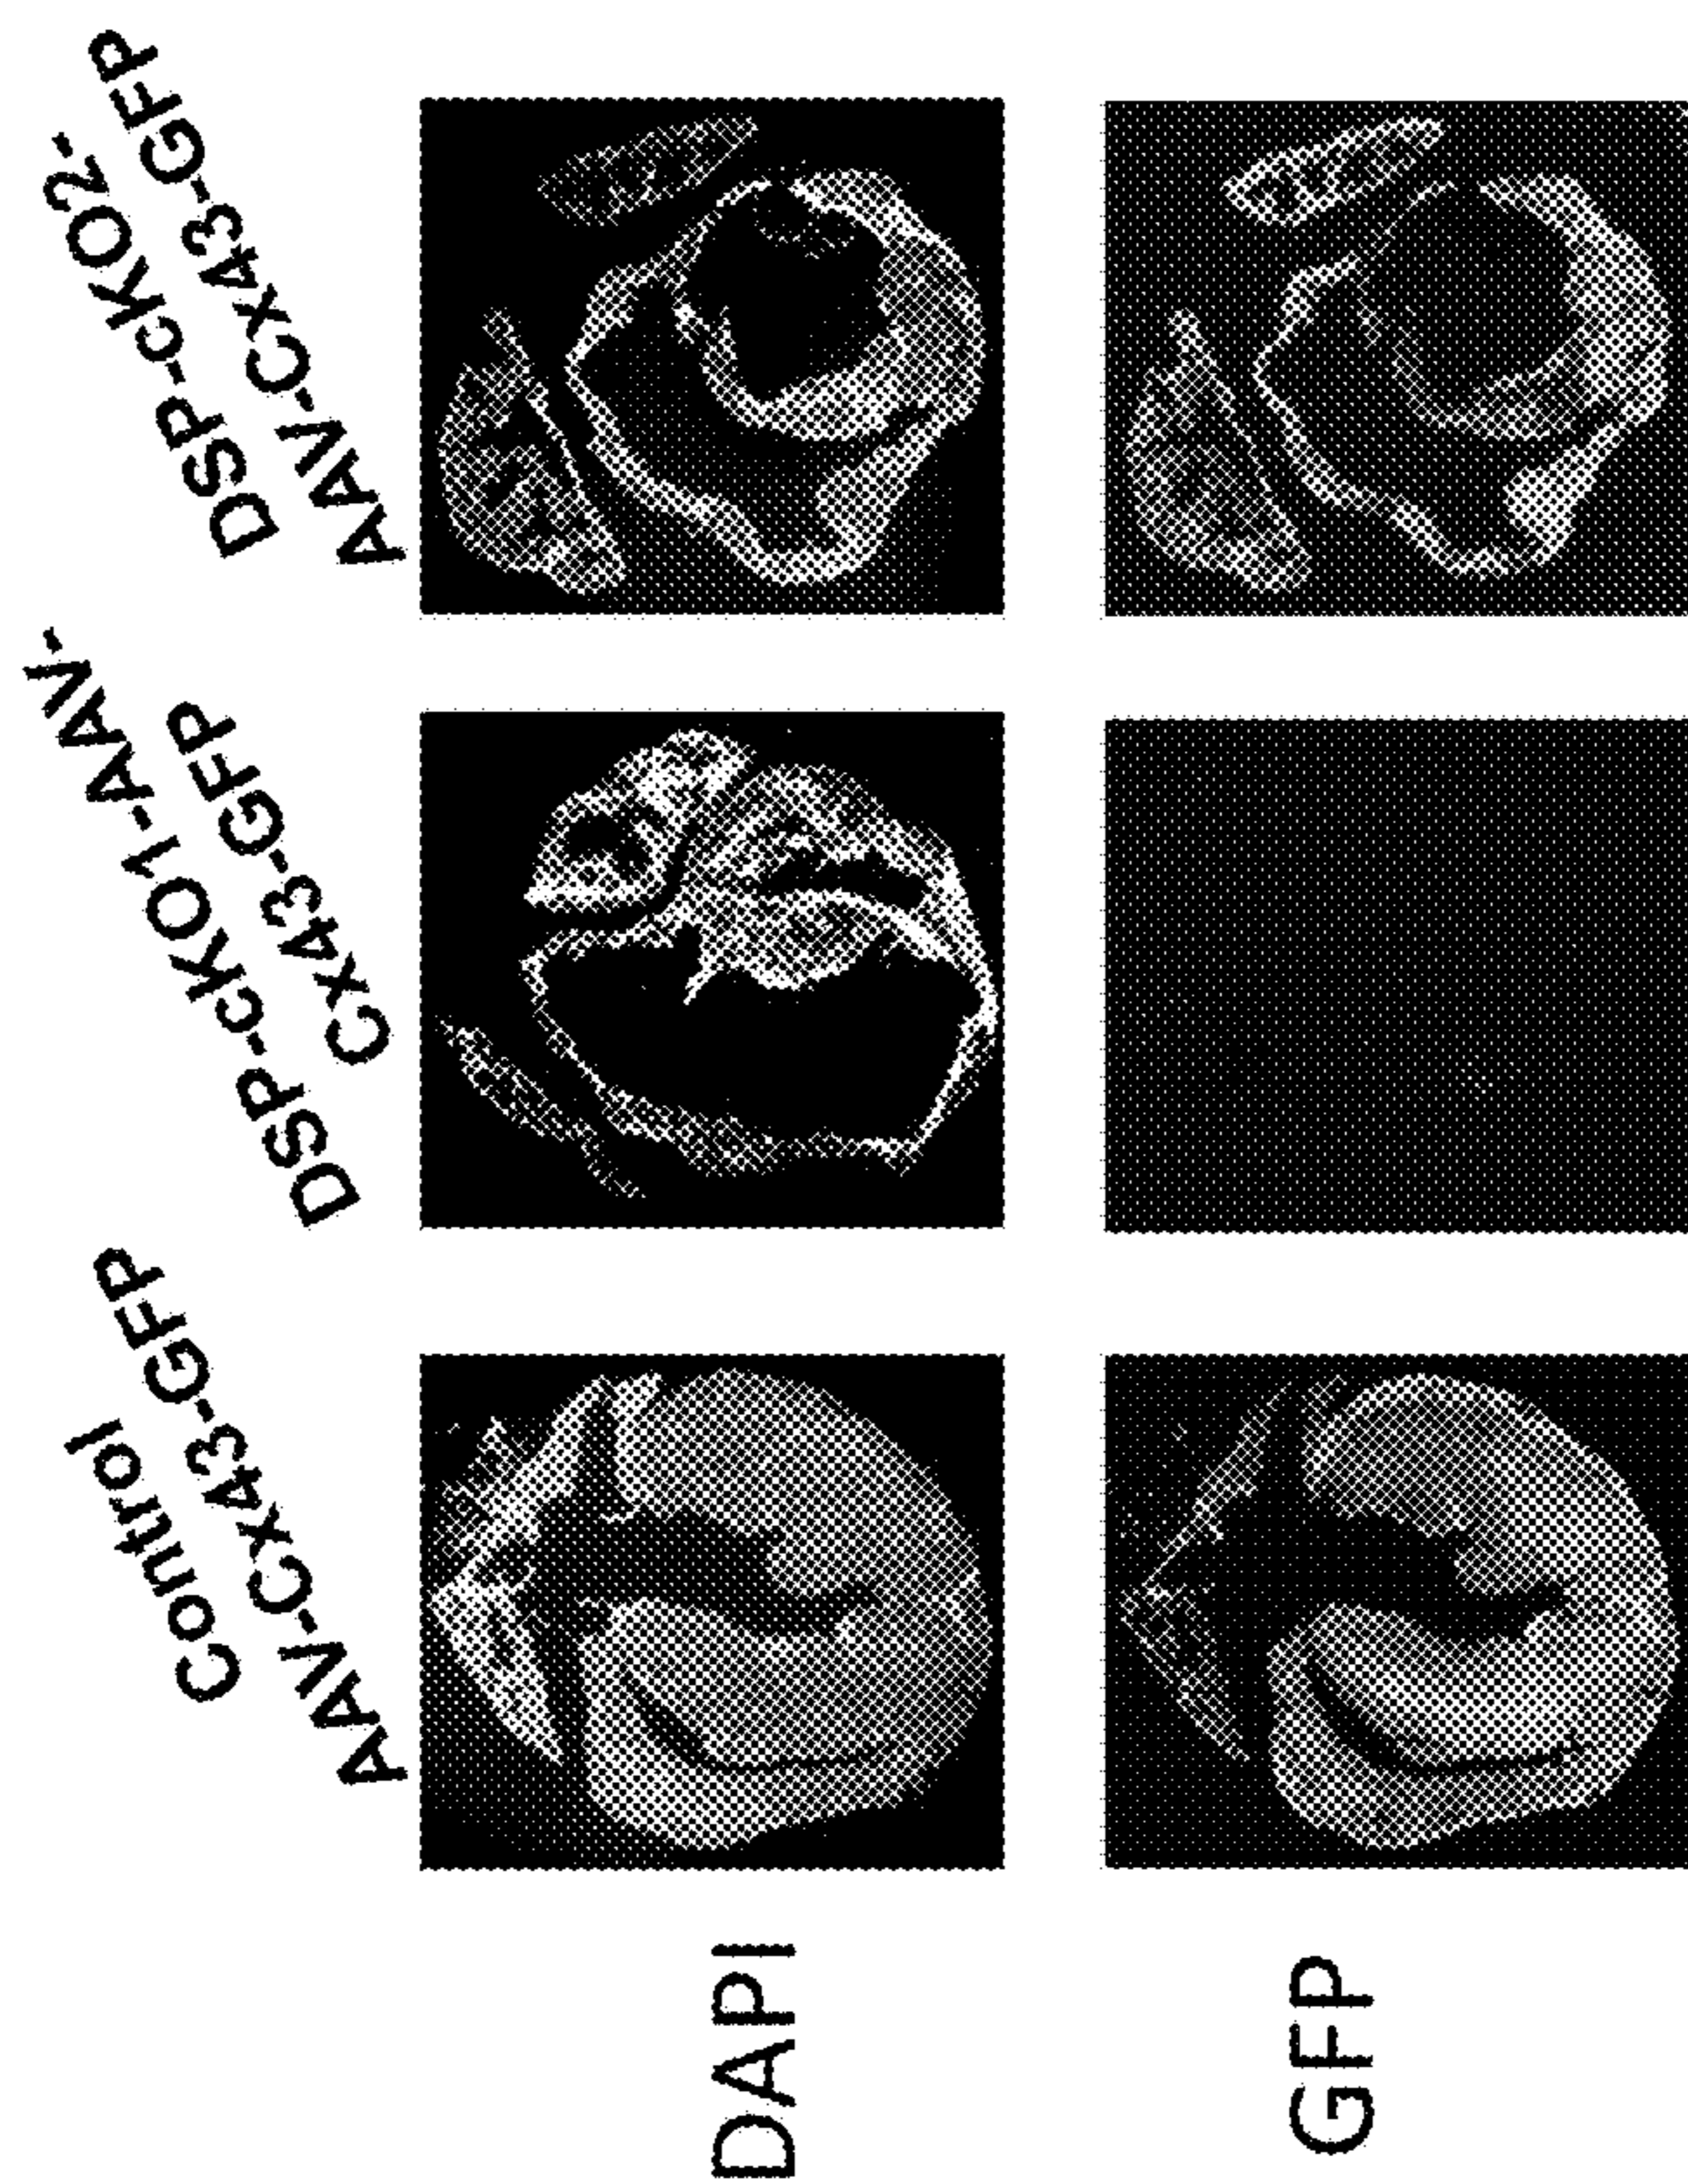 Control
AAV-Cx43-GFP
DSP-cKO1-AAV-
Cx43-GFP
DSP-cKO2-
AAV-Cx43-GFP
DAPI
GFP